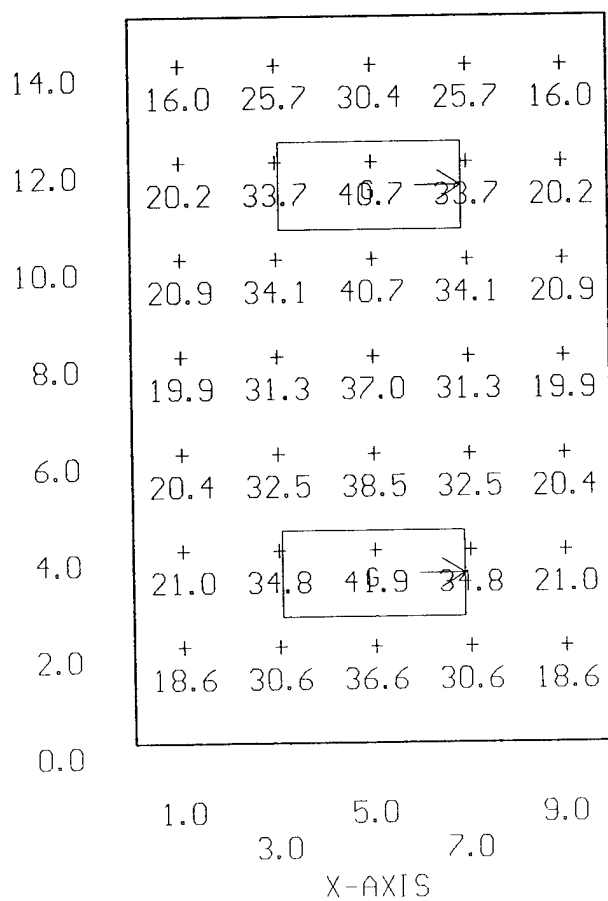 + + + + +
14.0 16.0 25.7 30.4 25.7 16.0
+ + + + +
12.0 20.2 33.7 40.7 33.7 20.2
G
+ + + + +
10.0 20.9 34.1 40.7 34.1 20.9
+ + + + +
8.0 19.9 31.3 37.0 31.3 19.9
+ + + + +
6.0 20.4 32.5 38.5 32.5 20.4
+ + + + +
4.0 21.0 34.8 41.9 34.8 21.0
G
+ + + + +
2.0 18.6 30.6 36.6 30.6 18.6
0.0
1.0 5.0 9.0
3.0 7.0
X-AXIS